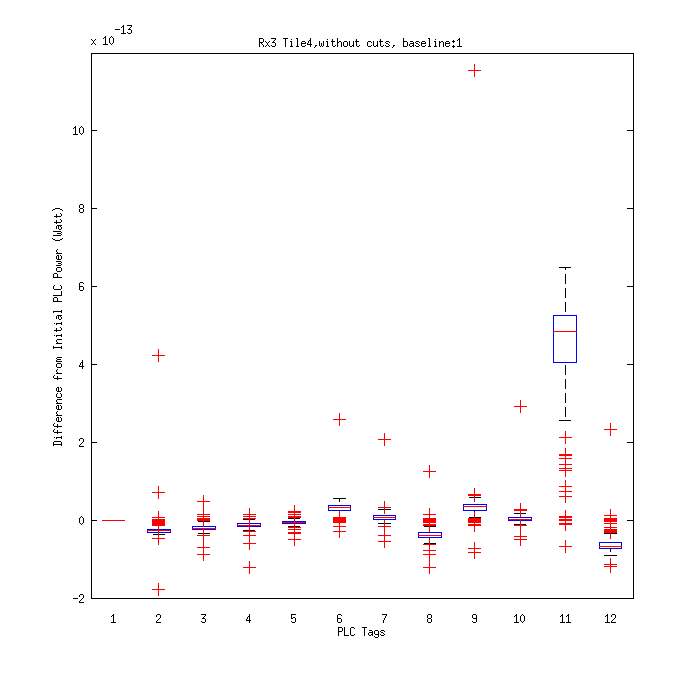 x 10 -13
Rx3 Tile4,without cuts, baseline:1
10
8
6
4
2
0
-2
Difference from Initial PLC Power (Watt)
1 2 3 4 5 6 7 8 9 10 11 12
PLC Tags